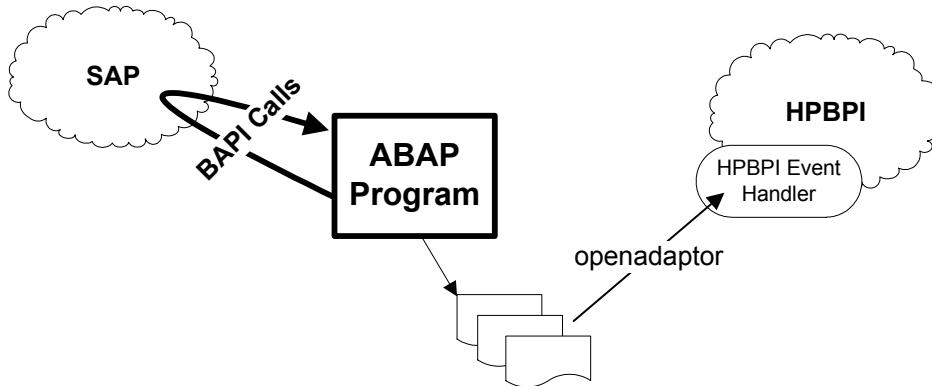 SAP
BAPI Calls
ABAP
Program
HPBPI
HPBPI Event
Handler
openadaptor